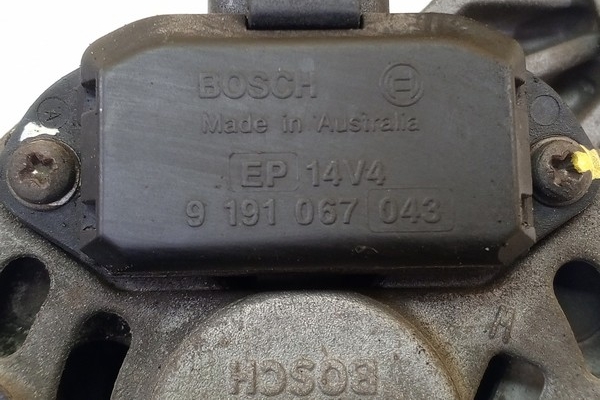 BOSCH
Made in Australia
EP 14V4
9 191 067 043
BOSCH
H
A